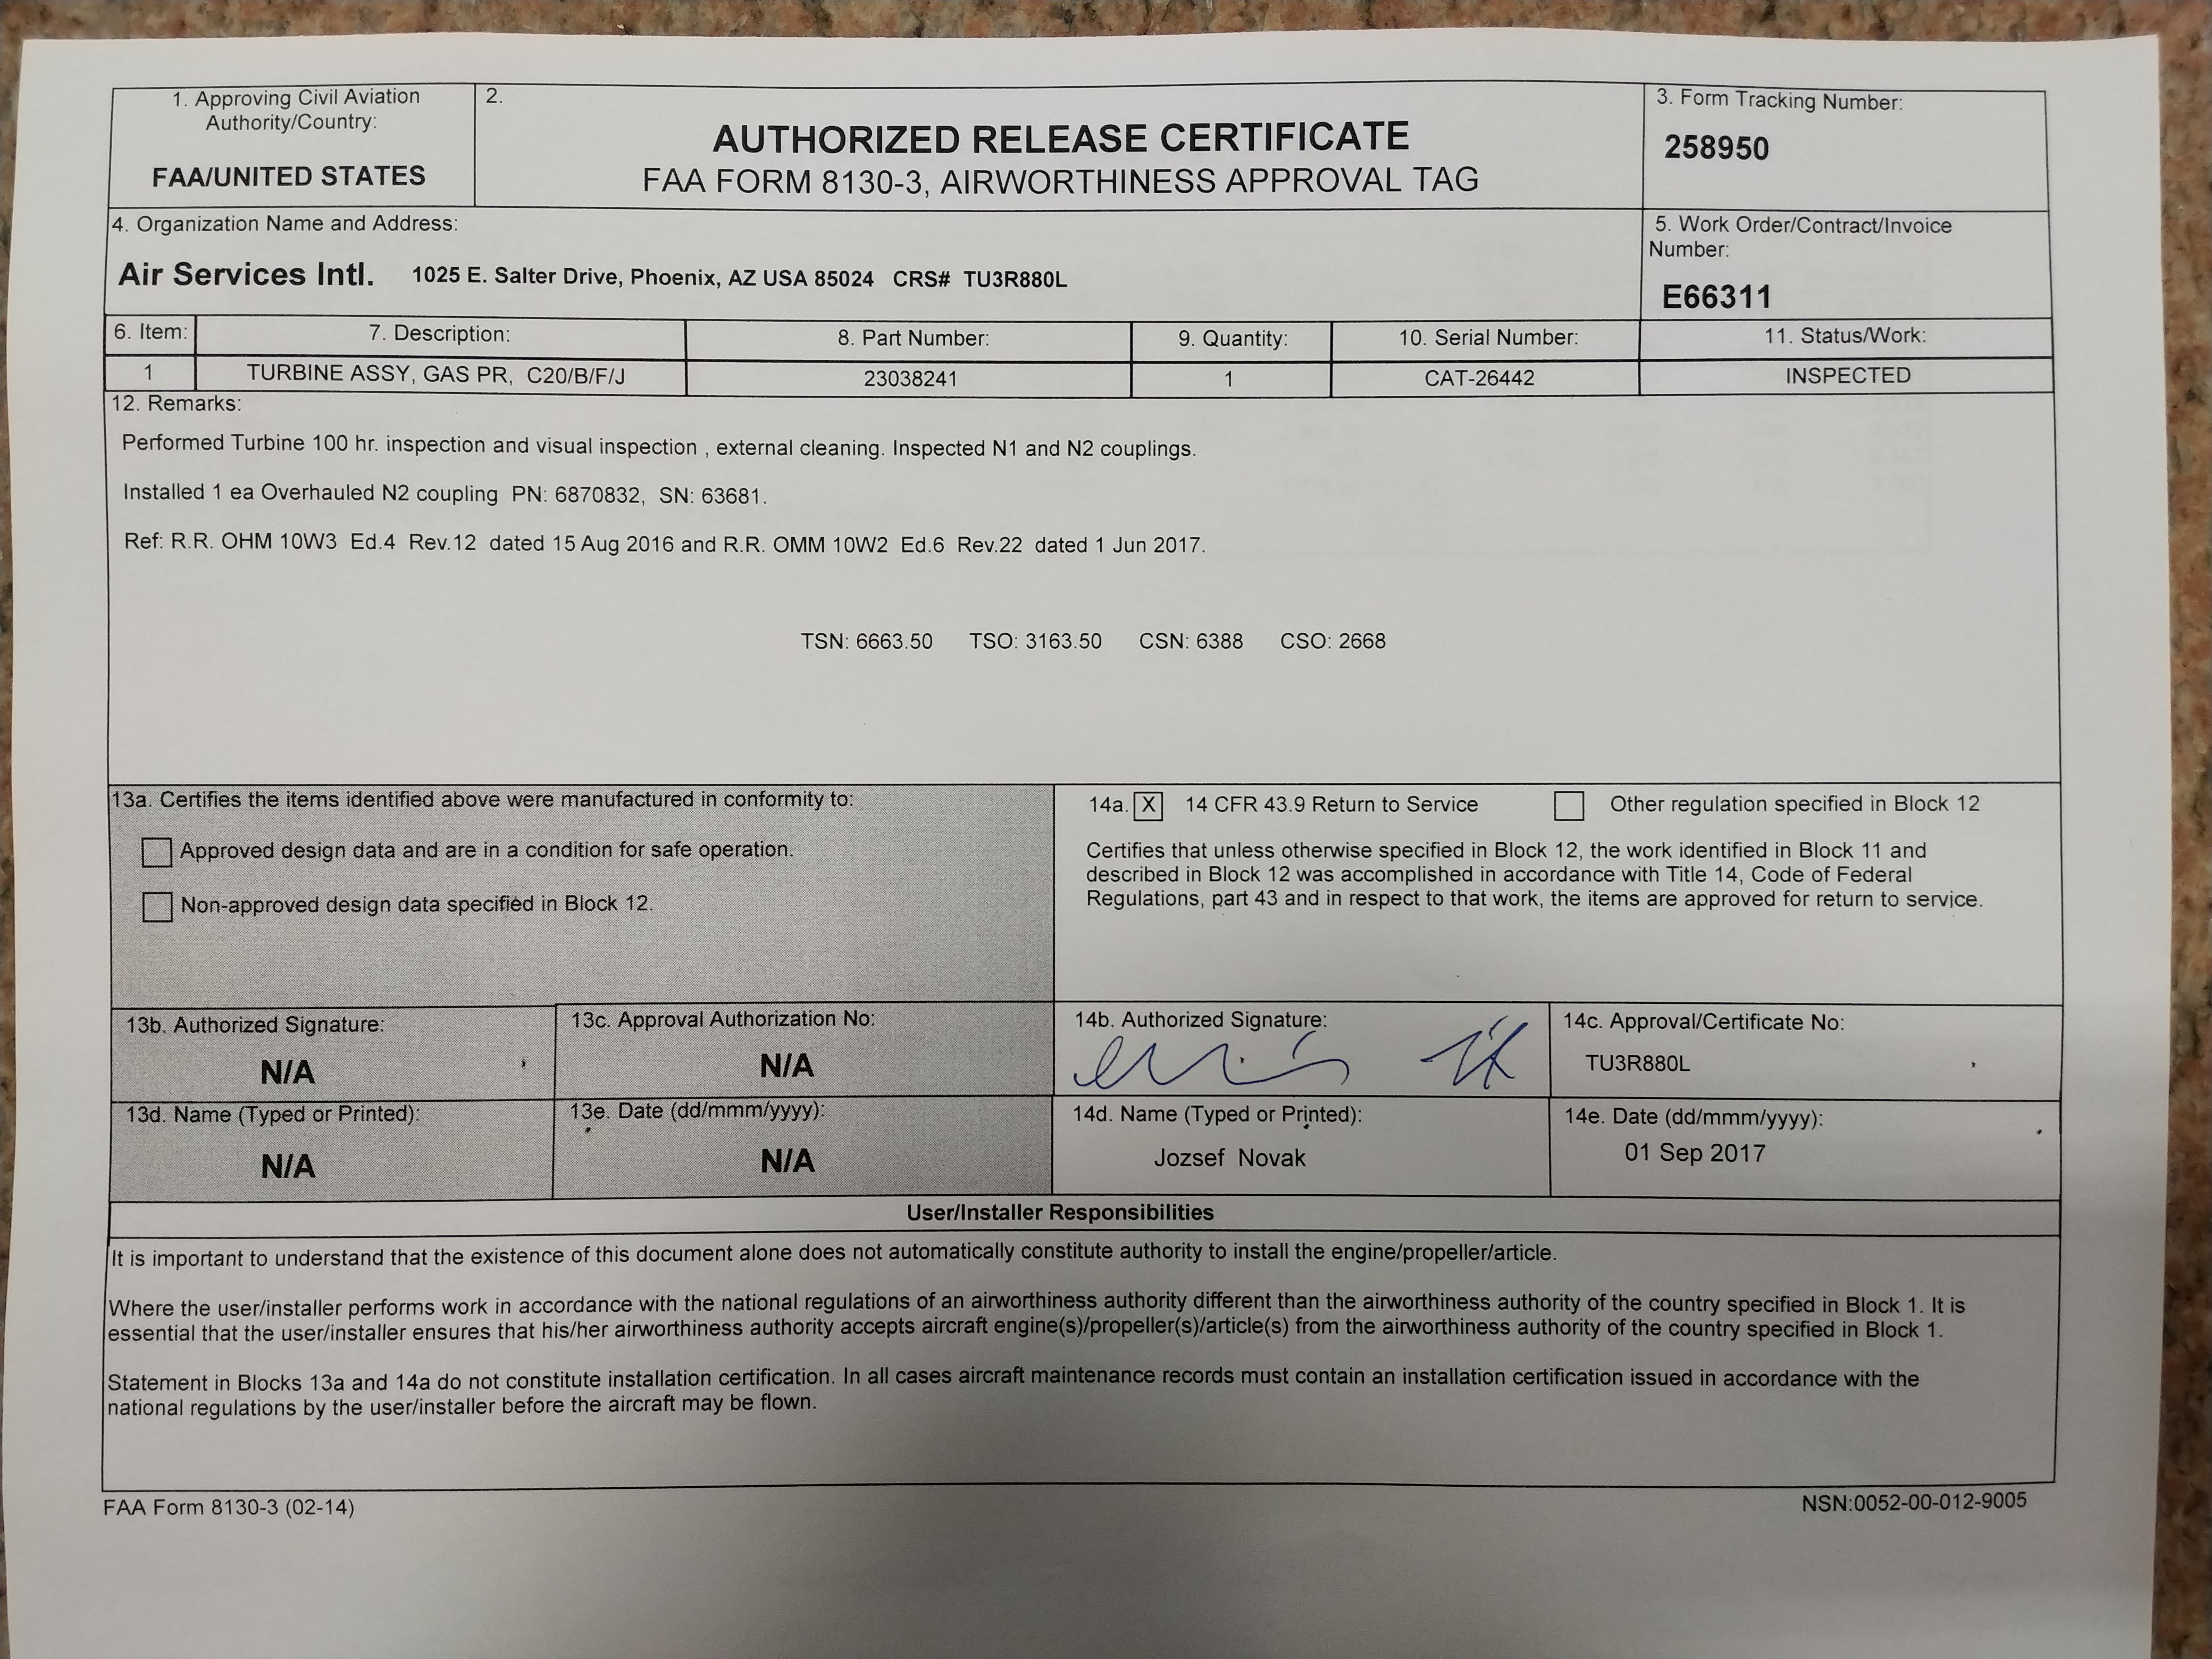 1. Approving Civil Aviation
Authority/Country:
FAA/UNITED STATES
2.
AUTHORIZED RELEASE CERTIFICATE
FAA FORM 8130-3, AIRWORTHINESS APPROVAL TAG
3. Form Tracking Number:
258950
4. Organization Name and Address:
Air Services Intl. 1025 E. Salter Drive, Phoenix, AZ USA 85024 CRS# TU3R880L
5. Work Order/Contract/Invoice
Number:
E66311
6. Item: 7. Description: 8. Part Number: 9. Quantity: 10. Serial Number: 11. Status/Work:
1 TURBINE ASSY, GAS PR, C20/B/F/J 23038241 1 CAT-26442 INSPECTED
12. Remarks:
Performed Turbine 100 hr. inspection and visual inspection , external cleaning. Inspected N1 and N2 couplings.
Installed 1 ea Overhauled N2 coupling PN: 6870832, SN: 63681.
Ref: R.R. OHM 10W3 Ed.4 Rev.12 dated 15 Aug 2016 and R.R. OMM 10W2 Ed.6 Rev.22 dated 1 Jun 2017.
TSN: 6663.50 TSO: 3163.50 CSN: 6388 CSO: 2668
13a. Certifies the items identified above were manufactured in conformity to:
Approved design data and are in a condition for safe operation.
Non-approved design data specified in Block 12.
14a. X 14 CFR 43.9 Return to Service Other regulation specified in Block 12
Certifies that unless otherwise specified in Block 12, the work identified in Block 11 and
described in Block 12 was accomplished in accordance with Title 14, Code of Federal
Regulations, part 43 and in respect to that work, the items are approved for return to service.
13b. Authorized Signature:
N/A
13c. Approval Authorization No:
N/A
14b. Authorized Signature:
14c. Approval/Certificate No:
TU3R880L
13d. Name (Typed or Printed):
N/A
13e. Date (dd/mmm/yyyy):
N/A
14d. Name (Typed or Printed):
Jozsef Novak
14e. Date (dd/mmm/yyyy):
01 Sep 2017
User/Installer Responsibilities
It is important to understand that the existence of this document alone does not automatically constitute authority to install the engine/propeller/article.
Where the user/installer performs work in accordance with the national regulations of an airworthiness authority different than the airworthiness authority of the country specified in Block 1. It is
essential that the user/installer ensures that his/her airworthiness authority accepts aircraft engine(s)/propeller(s)/article(s) from the airworthiness authority of the country specified in Block 1.
Statement in Blocks 13a and 14a do not constitute installation certification. In all cases aircraft maintenance records must contain an installation certification issued in accordance with the
national regulations by the user/installer before the aircraft may be flown.
FAA Form 8130-3 (02-14)
NSN:0052-00-012-9005